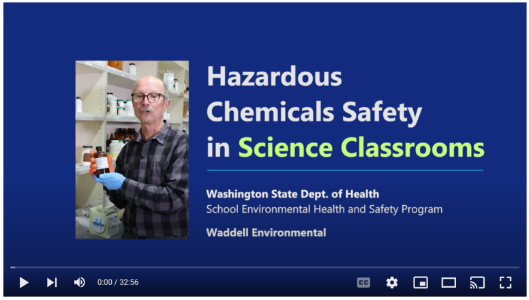 Hazardous
Chemicals Safety
in Science Classrooms
Washington State Dept. of Health
School Environmental Health and Safety Program
Waddell Environmental
0:00 / 32:56
CC